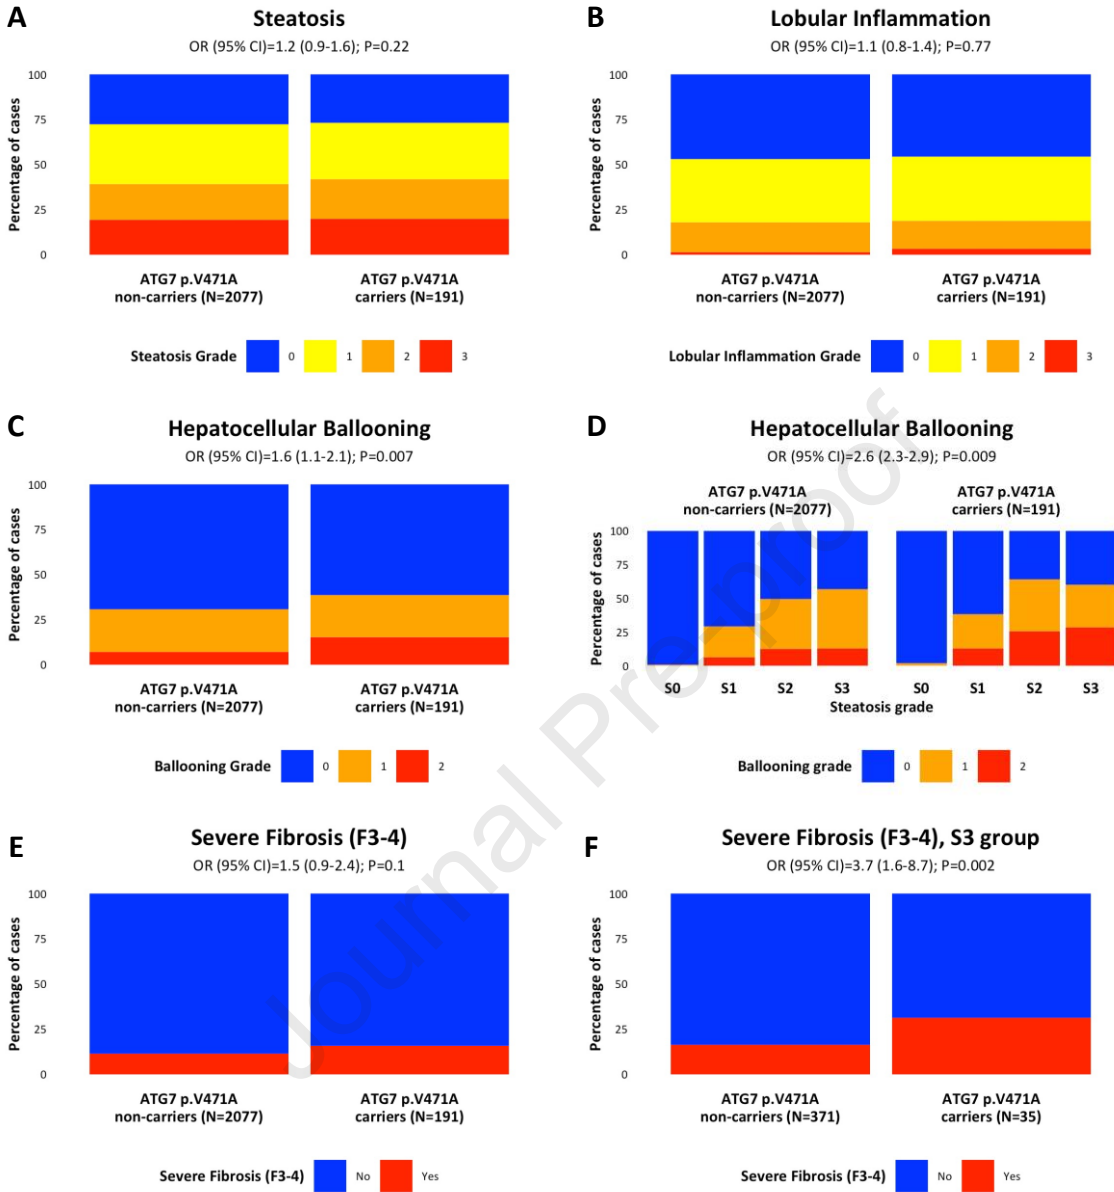 A
Steatosis
OR (95% CI)=1.2 (0.9-1.6); P=0.22
Percentage of cases
100
75
50
25
0
ATG7 p.V471A
non-carriers (N=2077)
ATG7 p.V471A
carriers (N=191)
Steatosis Grade 0 1 2 3
B
Lobular Inflammation
OR (95% CI)=1.1 (0.8-1.4); P=0.77
Percentage of cases
100
75
50
25
0
ATG7 p.V471A
non-carriers (N=2077)
ATG7 p.V471A
carriers (N=191)
Lobular Inflammation Grade 0 1 2 3
C
Hepatocellular Ballooning
OR (95% CI)=1.6 (1.1-2.1); P=0.007
Percentage of cases
100
75
50
25
0
ATG7 p.V471A
non-carriers (N=2077)
ATG7 p.V471A
carriers (N=191)
Ballooning Grade 0 1 2
D
Hepatocellular Ballooning
OR (95% CI)=2.6 (2.3-2.9); P=0.009
ATG7 p.V471A
non-carriers (N=2077)
ATG7 p.V471A
carriers (N=191)
Percentage of cases
100
75
50
25
0
S0 S1 S2 S3 S0 S1 S2 S3
Steatosis grade
Ballooning grade 0 1 2
E
Severe Fibrosis (F3-4)
OR (95% CI)=1.5 (0.9-2.4); P=0.1
Percentage of cases
100
75
50
25
0
ATG7 p.V471A
non-carriers (N=2077)
ATG7 p.V471A
carriers (N=191)
Severe Fibrosis (F3-4) No Yes
F
Severe Fibrosis (F3-4), S3 group
OR (95% CI)=3.7 (1.6-8.7); P=0.002
Percentage of cases
100
75
50
25
0
ATG7 p.V471A
non-carriers (N=371)
ATG7 p.V471A
carriers (N=35)
Severe Fibrosis (F3-4) No Yes
Journal Pre-proof